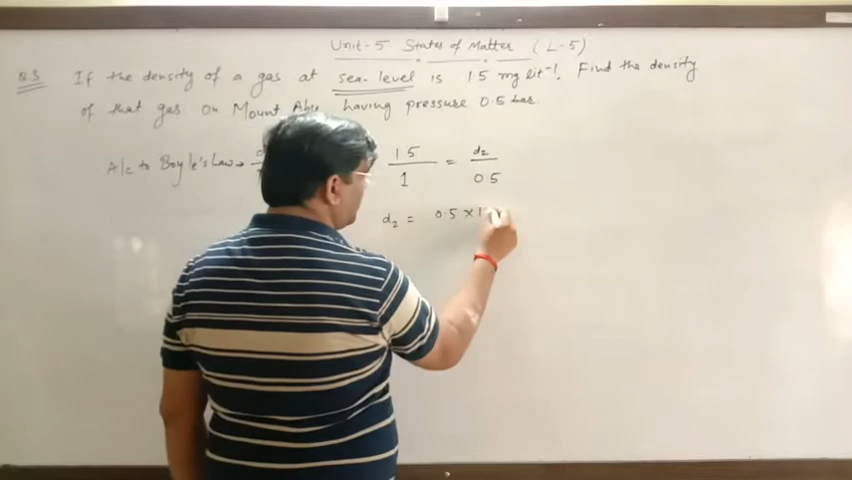 Unit-5 States of Matter (L-5)
Q.3 If the density of a gas at sea-level is 1.5 mg lit⁻¹. Find the density
of that gas on Mount Abu having pressure 0.5 bar.
A/c to Boyle's Law→ 1.5/1 = d₂/0.5
d₂ = 0.5 × 1